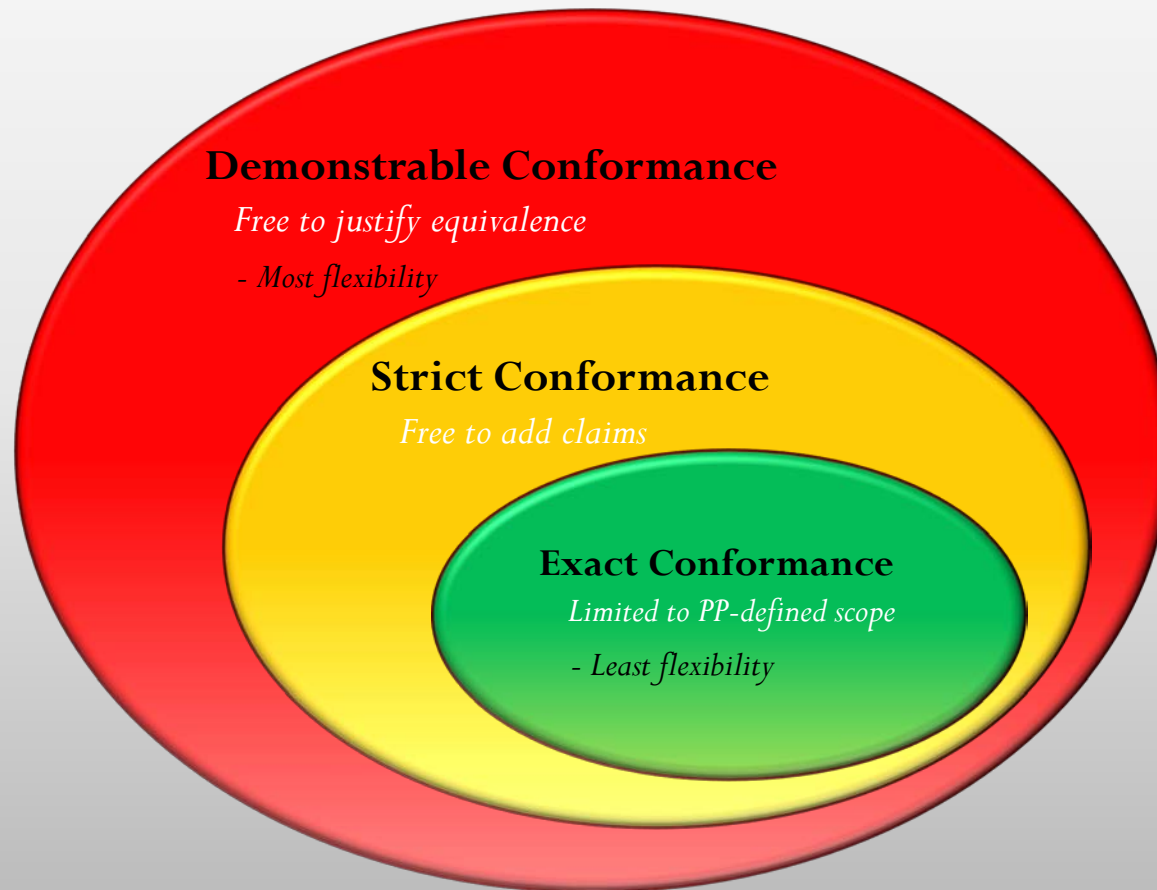 Demonstrable Conformance
Free to justify equivalence
- Most flexibility
Strict Conformance
Free to add claims
Exact Conformance
Limited to PP-defined scope
- Least flexibility